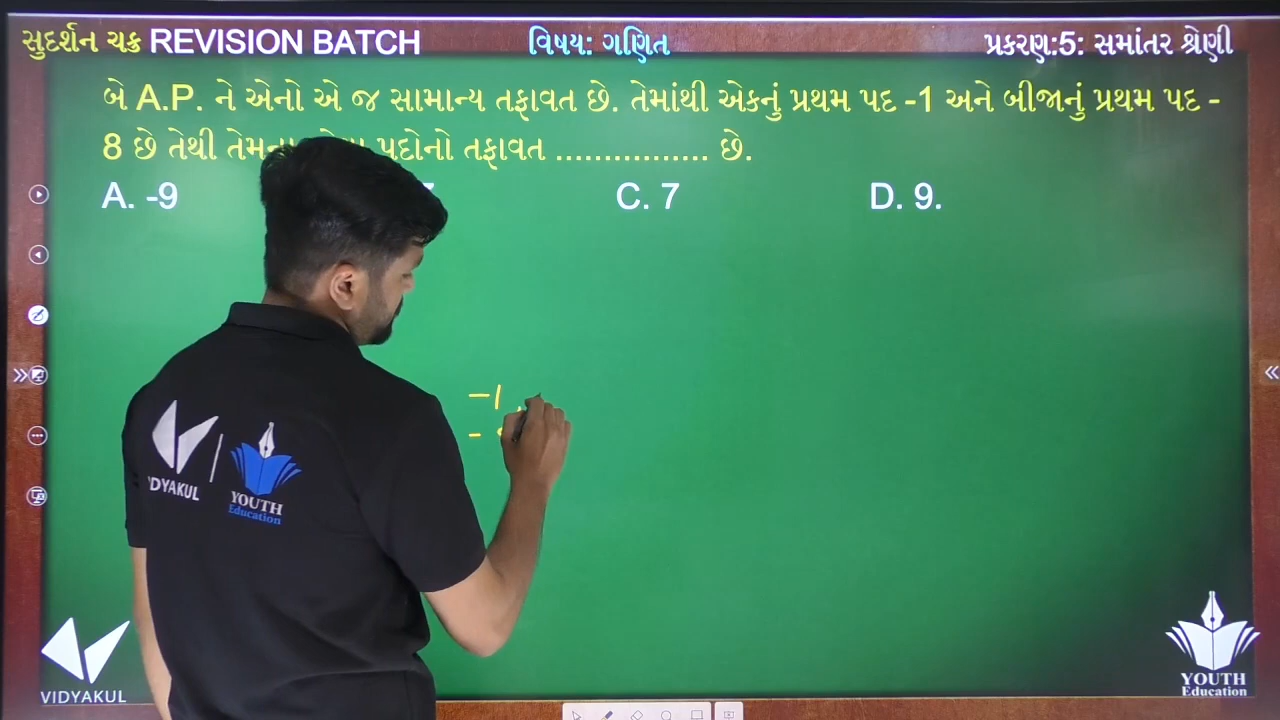 સુદર્શન ચક્ર REVISION BATCH
વિષય: ગણિત
પ્રકરણ:5: સમાંતર શ્રેણી
બે A.P. ને એનો એ જ સામાન્ય તફાવત છે. તેમાંથી એકનું પ્રથમ પદ -1 અને બીજાનું પ્રથમ પદ -
8 છે તેથી પદોનો તફાવત ................ છે.
A. -9
C. 7
D. 9.
-1
VIDYAKUL
YOUTH
Education
VIDYAKUL
YOUTH
Education